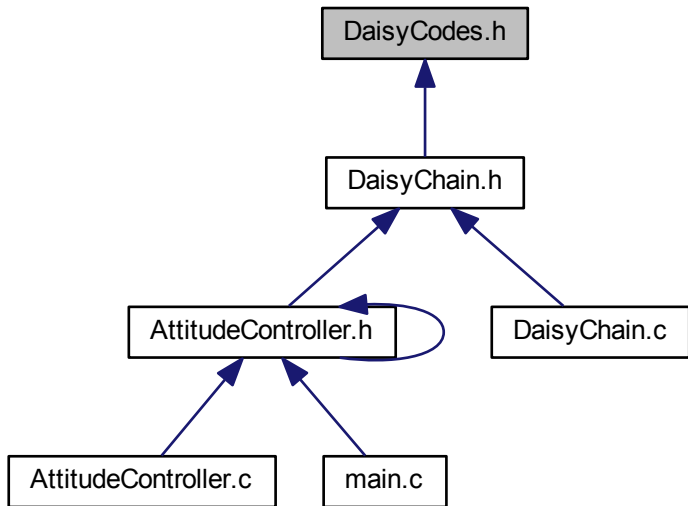 DaisyCodes.h
DaisyChain.h
AttitudeController.h
DaisyChain.c
AttitudeController.c
main.c